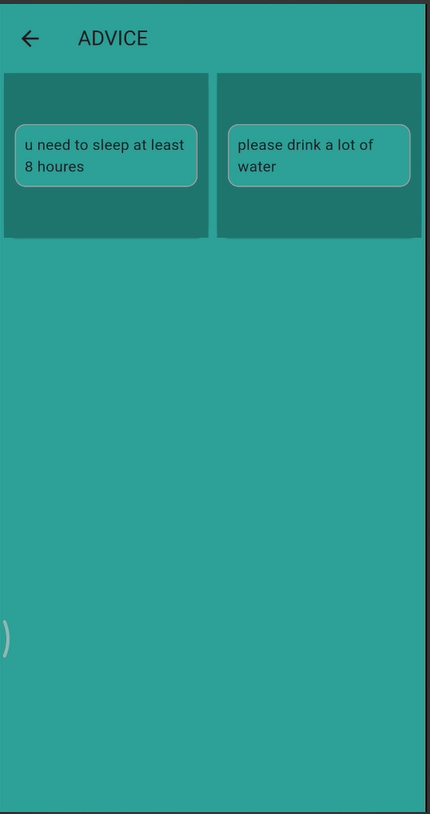 ADVICE
u need to sleep at least
8 houres
please drink a lot of
water